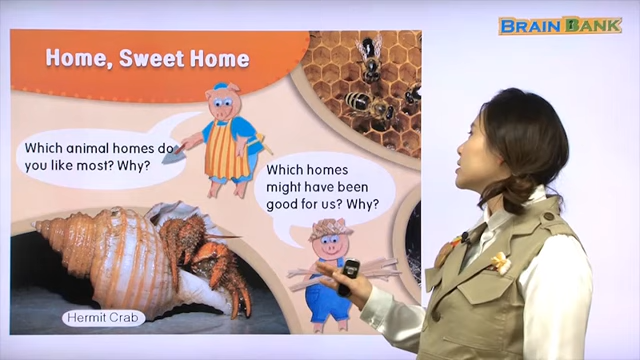 BRAIN BANK
Home, Sweet Home
Which animal homes do
you like most? Why?
Which homes
might have been
good for us? Why?
Hermit Crab